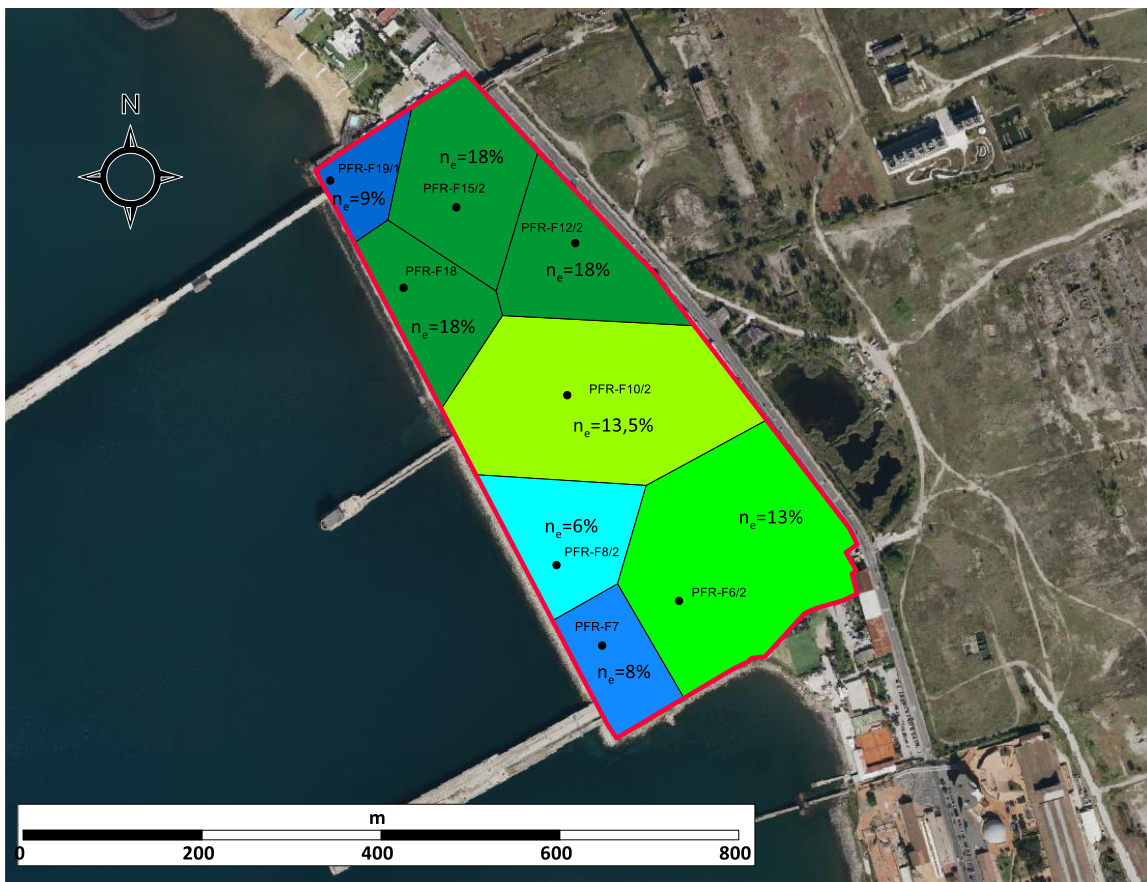 N
nₑ=18%
PFR-F19/1
nₑ=9%
PFR-F15/2
PFR-F12/2
nₑ=18%
PFR-F18
nₑ=18%
PFR-F10/2
nₑ=13,5%
nₑ=13%
nₑ=6%
PFR-F8/2
PFR-F6/2
PFR-F7
nₑ=8%
m
0 200 400 600 800